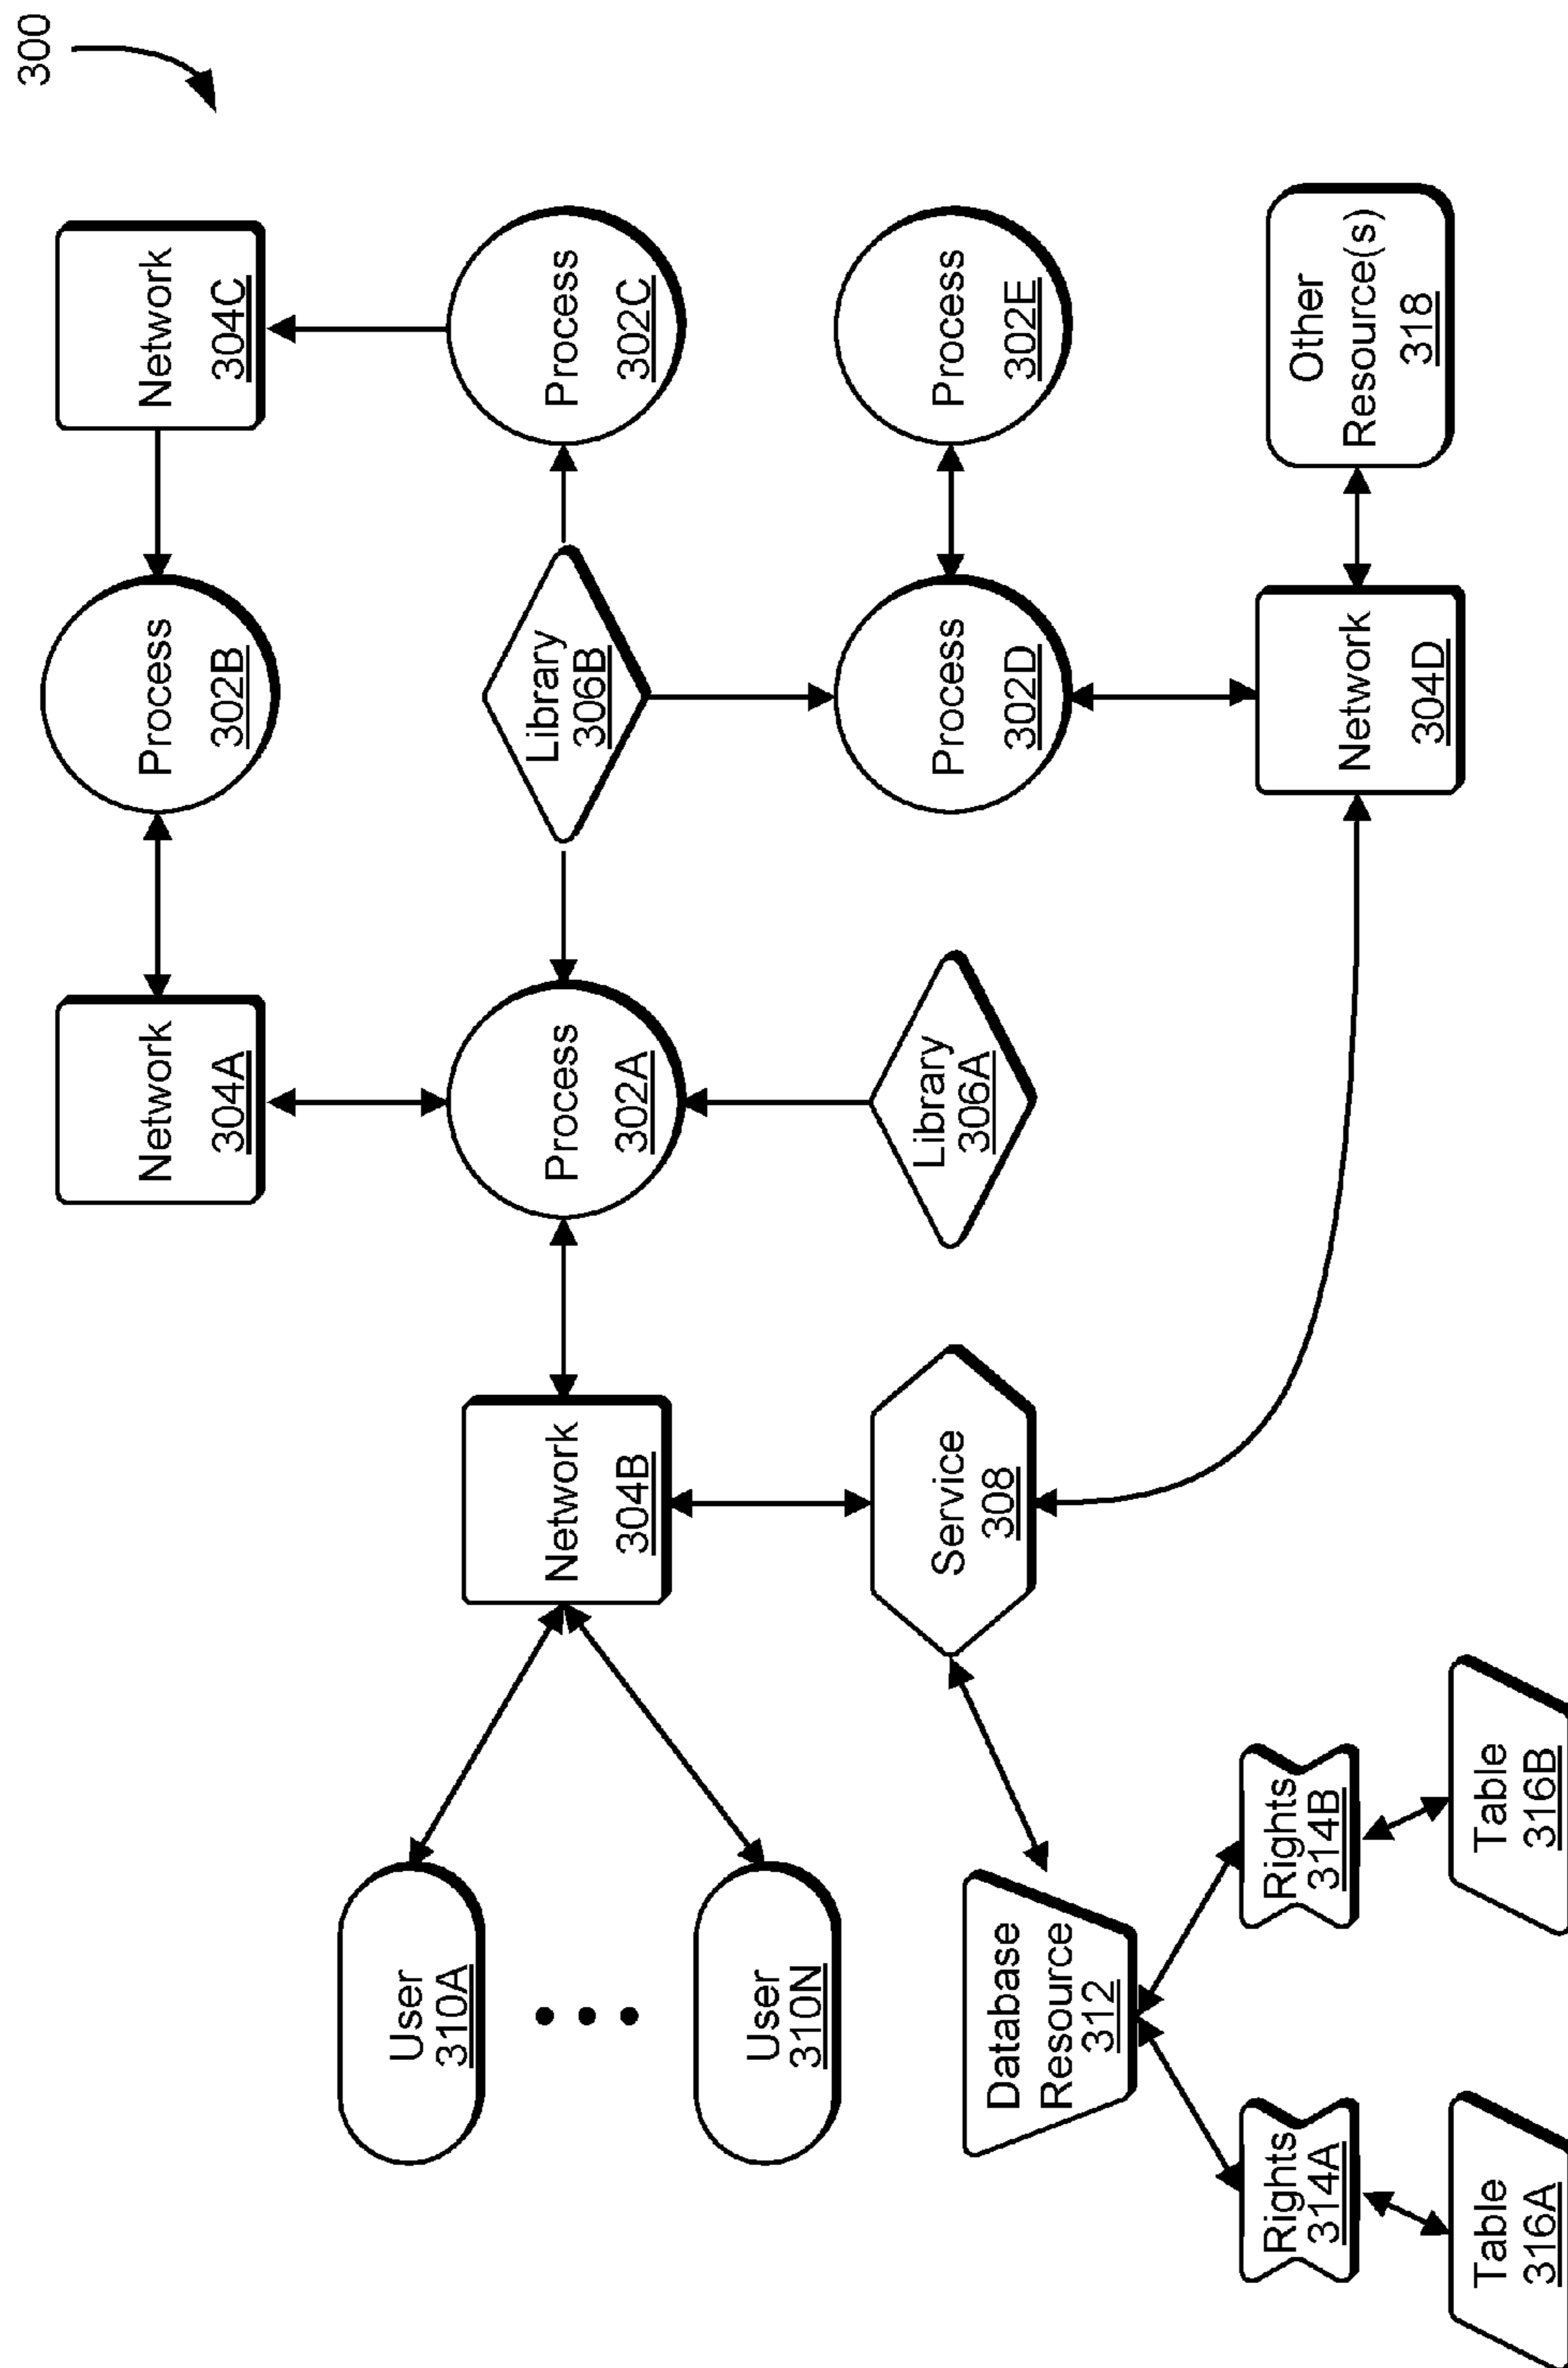 300
Network
304A
Process
302B
Network
304C
User
310A
User
310N
Network
304B
Process
302A
Library
306B
Process
302C
Database
Resource
312
Service
308
Library
306A
Process
302D
Process
302E
Rights
314A
Rights
314B
Network
304D
Other
Resource(s)
318
Table
316A
Table
316B